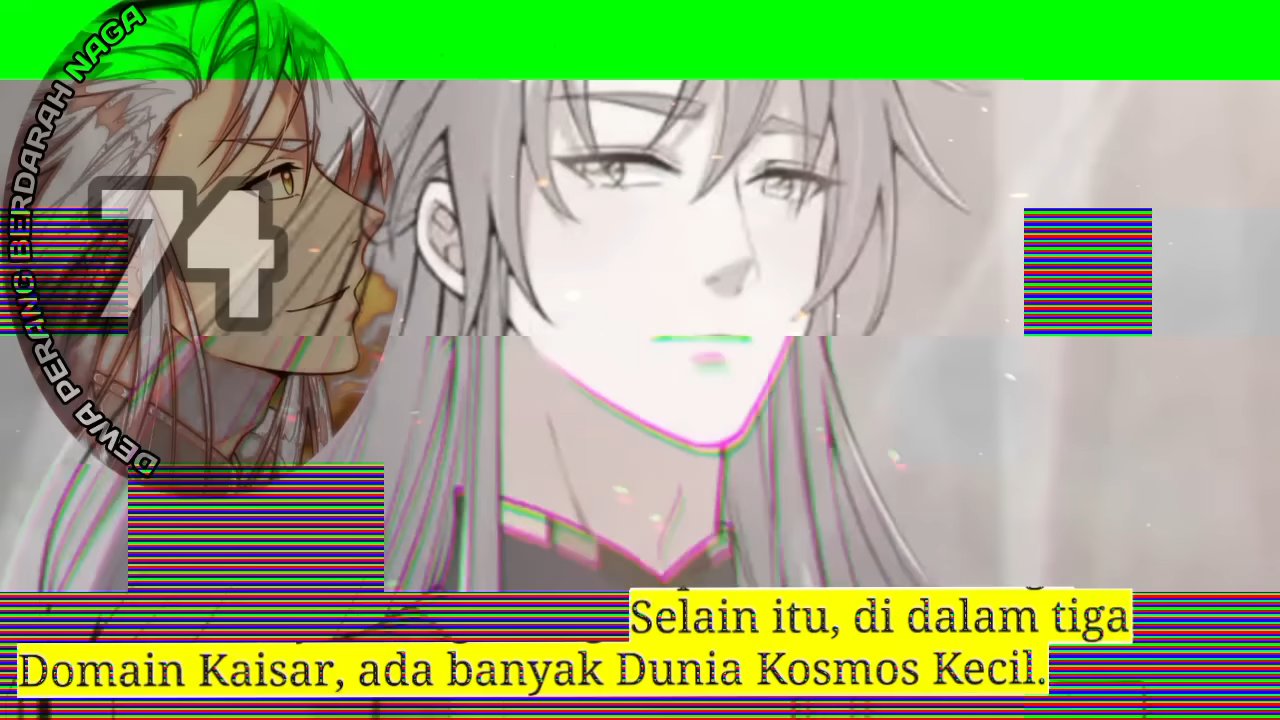 DEWA PERANG BERDARAH NAGA
74
Selain itu, di dalam tiga
Domain Kaisar, ada banyak Dunia Kosmos Kecil.